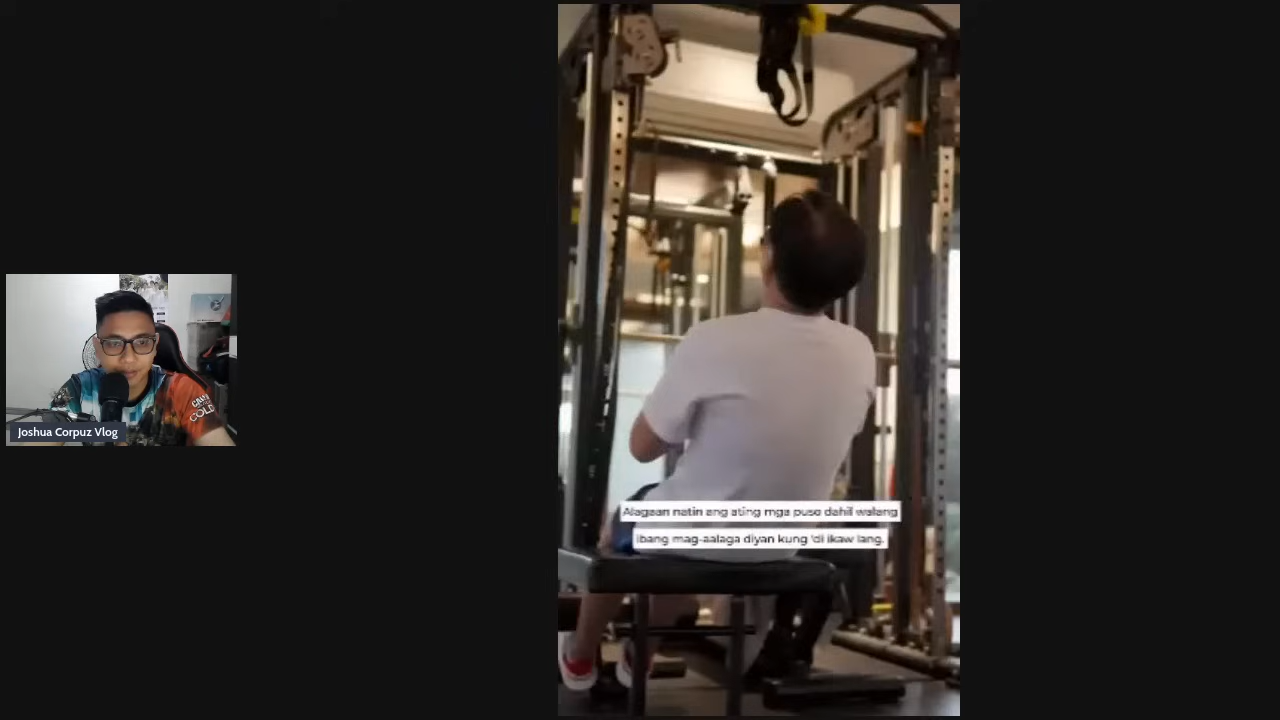 Alagaan natin ang ating mga puso dahil walang
ibang mag-aalaga diyan kung 'di ikaw lang.
Joshua Corpuz Vlog